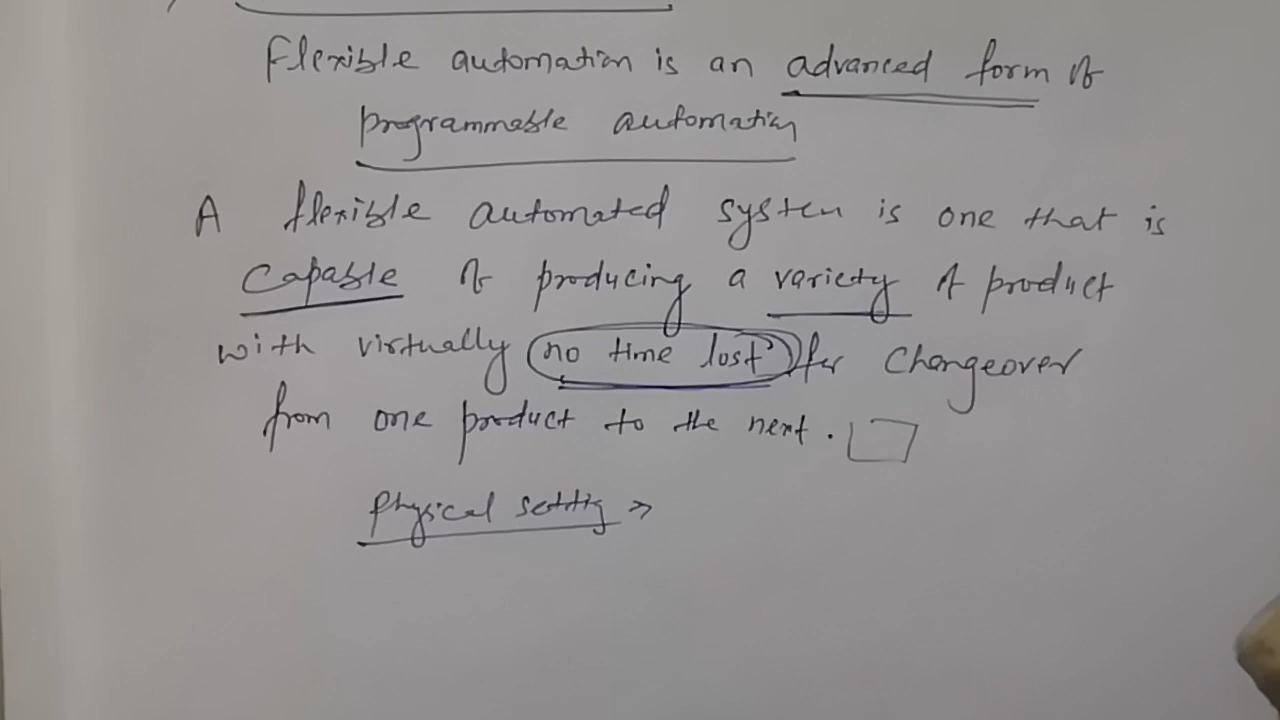 Flexible automation is an advanced form of
programmable automation
A flexible automated system is one that is
capable of producing a variety of product
with virtually no time lost for changeover
from one product to the next.
Physical setting